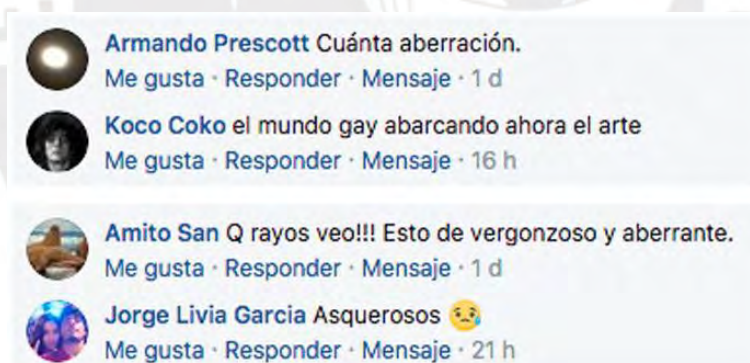 Armando Prescott Cuánta aberración.
Me gusta · Responder · Mensaje · 1 d
Koco Coko el mundo gay abarcando ahora el arte
Me gusta · Responder · Mensaje · 16 h
Amito San Q rayos veo!!! Esto de vergonzoso y aberrante.
Me gusta · Responder · Mensaje · 1 d
Jorge Livia Garcia Asquerosos 😥
Me gusta · Responder · Mensaje · 21 h